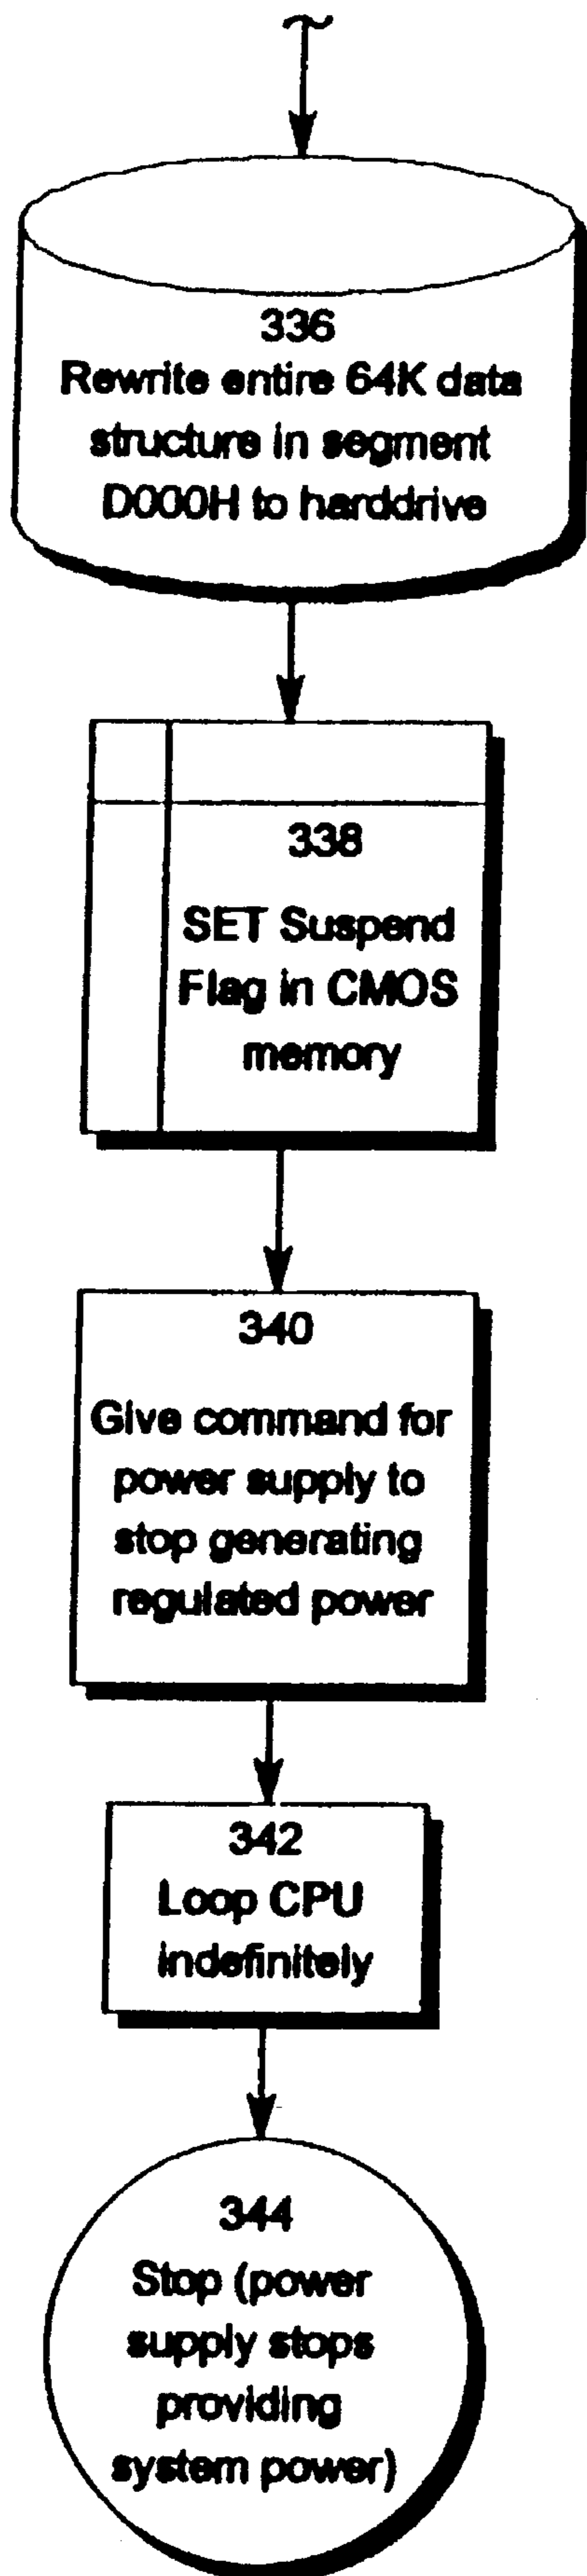 336
Rewrite entire 64K data
structure in segment
D000H to harddrive
338
SET Suspend
Flag in CMOS
memory
340
Give command for
power supply to
stop generating
regulated power
342
Loop CPU
indefinitely
344
Stop (power
supply stops
providing
system power)